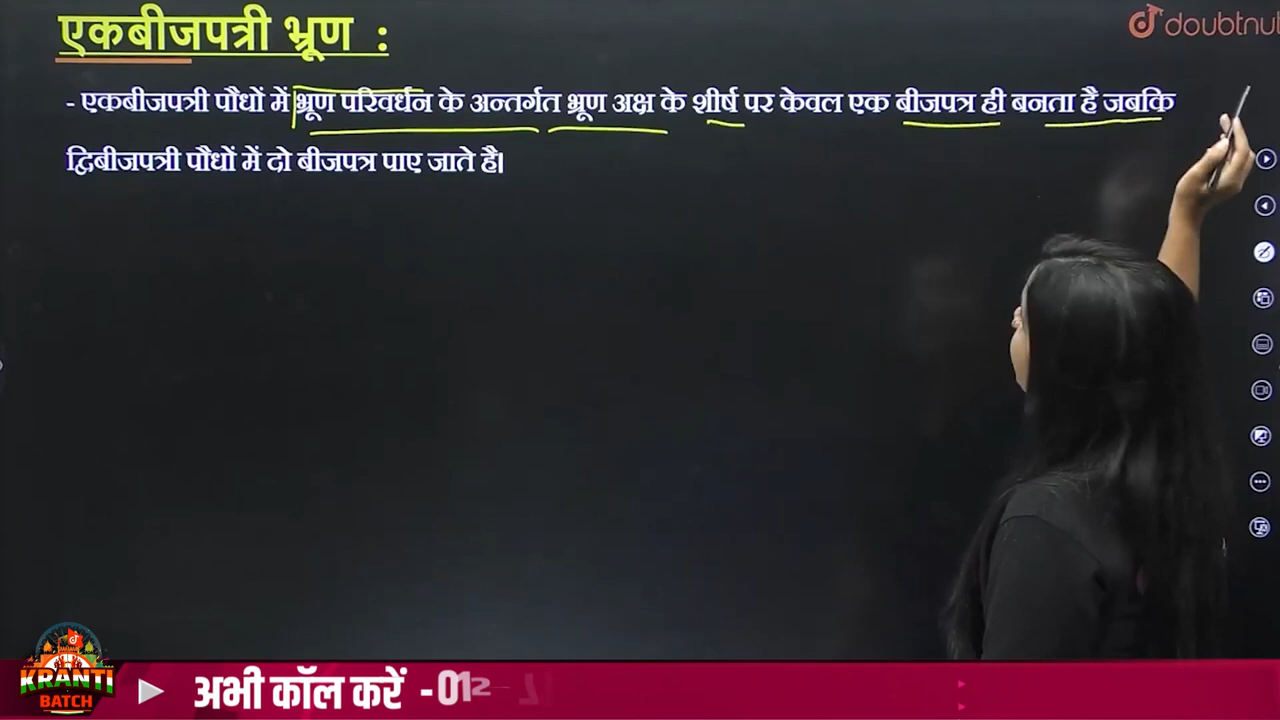 एकबीजपत्री भ्रूण :
doubtnut
- एकबीजपत्री पौधों में भ्रूण परिवर्धन के अन्तर्गत भ्रूण अक्ष के शीर्ष पर केवल एक बीजपत्र ही बनता है जबकि
द्विबीजपत्री पौधों में दो बीजपत्र पाए जाते है।
KRANTI
BATCH
अभी कॉल करें -012